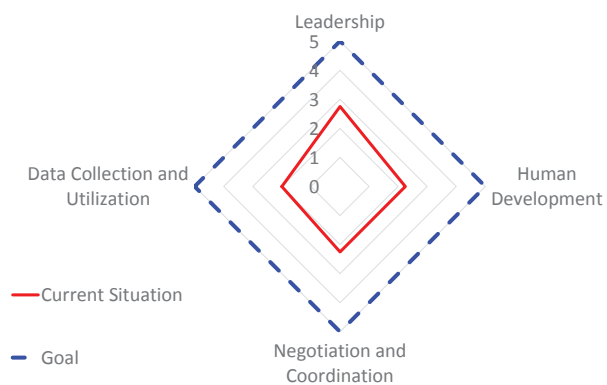 Leadership
5
4
3
2
1
0
Data Collection and
Utilization
Human
Development
Current Situation
Goal
Negotiation and
Coordination